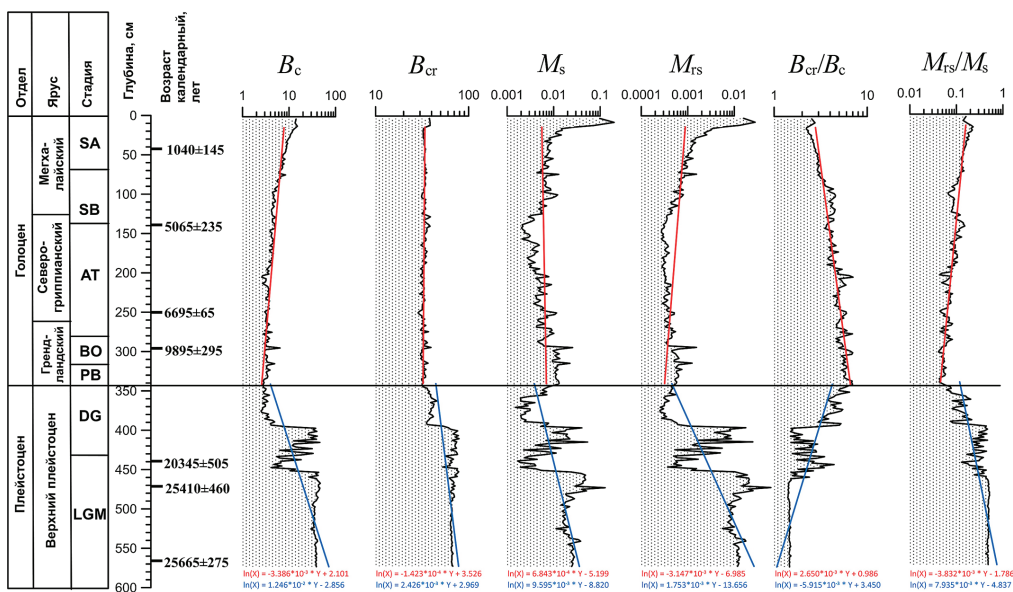 Отдел
Ярус
Стадия
Глубина, см
Возраст
календарный,
лет
Голоцен
Плейстоцен
Мегха-
лайский
Северо-
гриппианский
Гренд-
ландский
Верхний плейстоцен
SA
SB
AT
BO
PB
DG
LGM
0
50
100
150
200
250
300
350
400
450
500
550
600
1040±145
5065±235
6695±65
9895±295
20345±505
25410±460
25665±275
Bc
1 10 100
ln(X) = -3.386*10⁻³ * Y + 2.101
ln(X) = 1.246*10⁻² * Y - 2.856
Bcr
10 100
ln(X) = -1.423*10⁻⁴ * Y + 3.526
ln(X) = 2.426*10⁻³ * Y + 2.969
Ms
0.001 0.01 0.1
ln(X) = 6.843*10⁻⁴ * Y - 5.199
ln(X) = 9.595*10⁻³ * Y - 8.820
Mrs
0.0001 0.001 0.01
ln(X) = -3.147*10⁻³ * Y - 6.985
ln(X) = 1.753*10⁻² * Y - 13.656
Bcr/Bc
1 10
ln(X) = 2.650*10⁻³ * Y + 0.986
ln(X) = -5.915*10⁻³ * Y + 3.450
Mrs/Ms
0.01 0.1 1
ln(X) = -3.832*10⁻³ * Y - 1.786
ln(X) = 7.935*10⁻³ * Y - 4.837